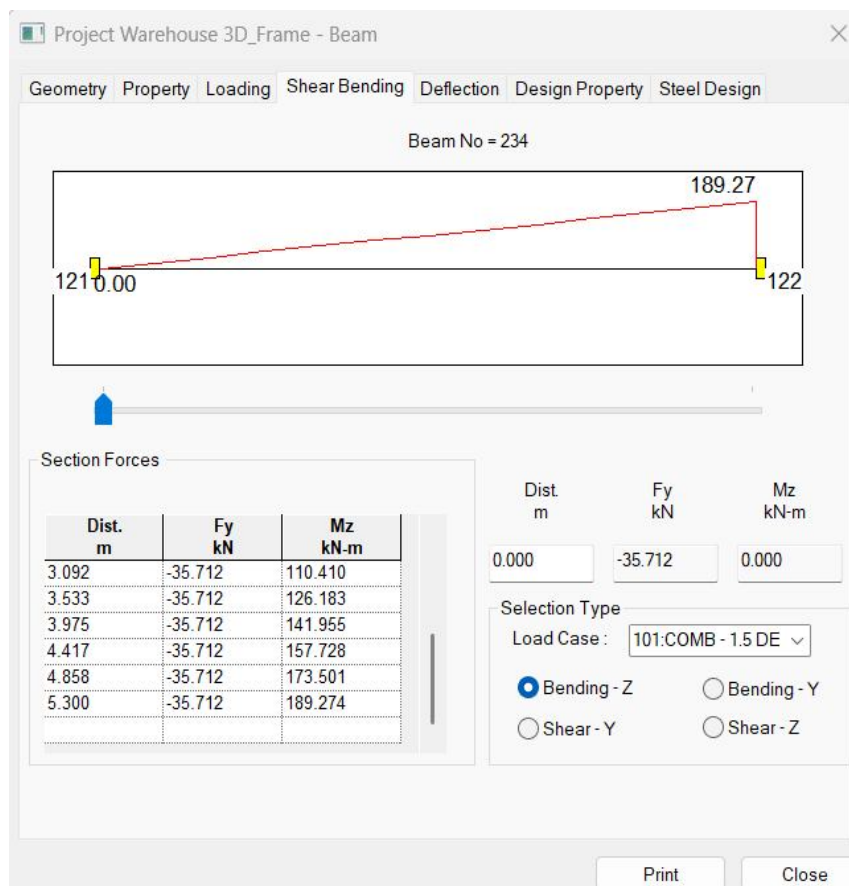 Project Warehouse 3D_Frame - Beam
Geometry Property Loading Shear Bending Deflection Design Property Steel Design
Beam No = 234
189.27
121 0.00
122
Section Forces
Dist. m Fy kN Mz kN-m
3.092 -35.712 110.410
3.533 -35.712 126.183
3.975 -35.712 141.955
4.417 -35.712 157.728
4.858 -35.712 173.501
5.300 -35.712 189.274
Dist. Fy Mz
m kN kN-m
0.000 -35.712 0.000
Selection Type
Load Case : 101:COMB - 1.5 DE
Bending - Z Bending - Y
Shear - Y Shear - Z
Print Close